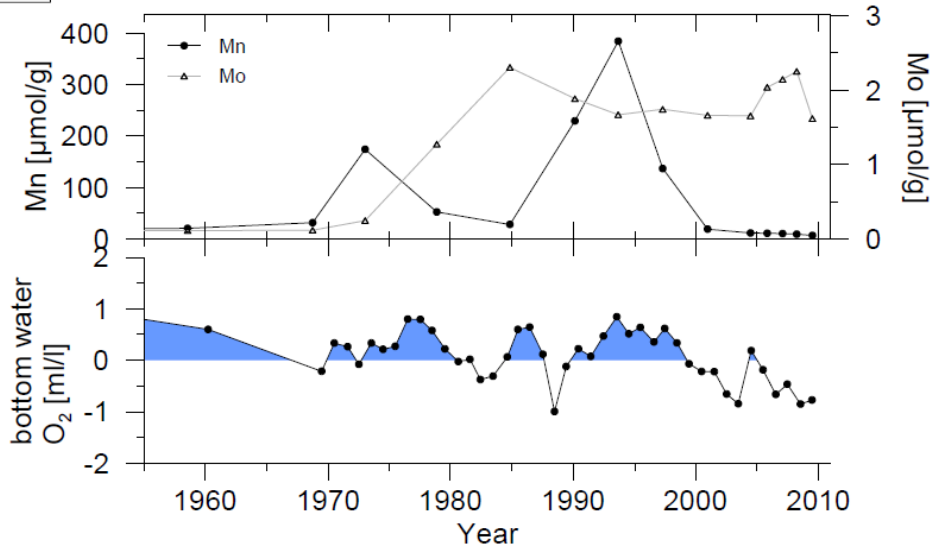 400
300
200
100
0
Mn [µmol/g]
Mn
Mo
3
2
1
0
Mo [µmol/g]
2
1
0
-1
-2
bottom water
O₂ [ml/l]
1960 1970 1980 1990 2000 2010
Year